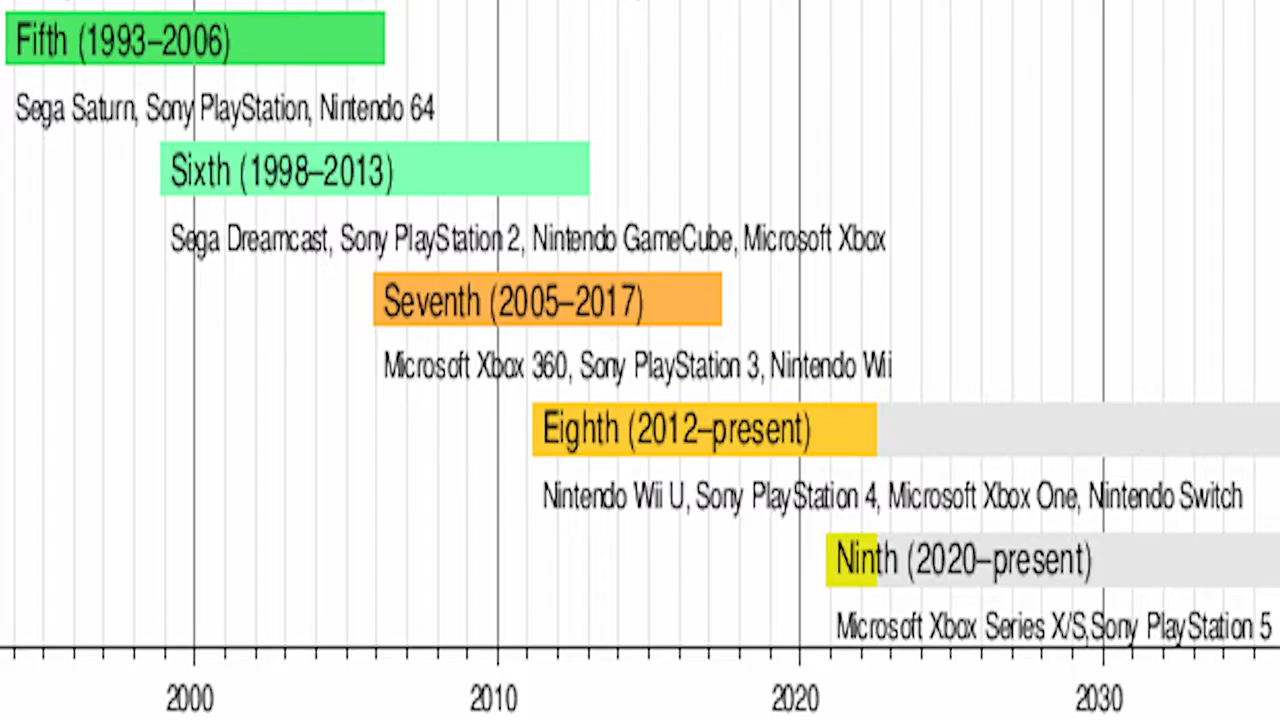 Fifth (1993–2006)
Sega Saturn, Sony PlayStation, Nintendo 64
Sixth (1998–2013)
Sega Dreamcast, Sony PlayStation 2, Nintendo GameCube, Microsoft Xbox
Seventh (2005–2017)
Microsoft Xbox 360, Sony PlayStation 3, Nintendo Wii
Eighth (2012–present)
Nintendo Wii U, Sony PlayStation 4, Microsoft Xbox One, Nintendo Switch
Ninth (2020–present)
Microsoft Xbox Series X/S,Sony PlayStation 5
2000 2010 2020 2030